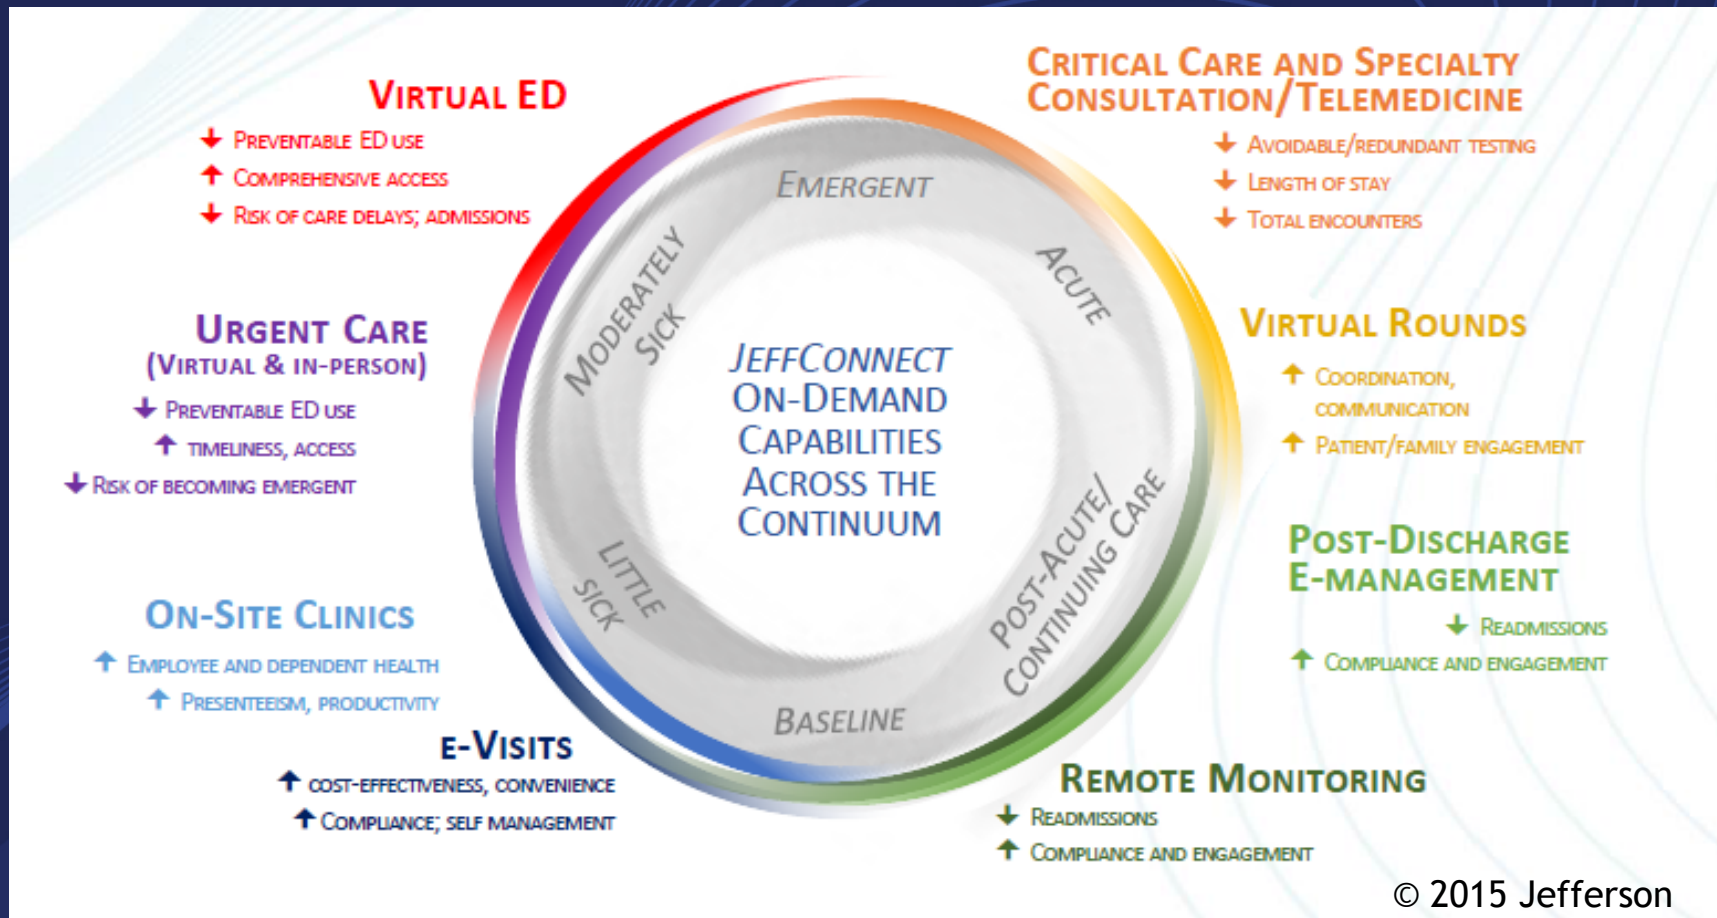 VIRTUAL ED
↓ PREVENTABLE ED USE
↑ COMPREHENSIVE ACCESS
↓ RISK OF CARE DELAYS; ADMISSIONS
URGENT CARE
(VIRTUAL & IN-PERSON)
↓ PREVENTABLE ED USE
↑ TIMELINESS, ACCESS
↓ RISK OF BECOMING EMERGENT
ON-SITE CLINICS
↑ EMPLOYEE AND DEPENDENT HEALTH
↑ PRESENTEEISM, PRODUCTIVITY
E-VISITS
↑ COST-EFFECTIVENESS, CONVENIENCE
↑ COMPLIANCE; SELF MANAGEMENT
EMERGENT
ACUTE
POST-ACUTE/
CONTINUING CARE
BASELINE
LITTLE
SICK
MODERATELY
SICK
JEFFCONNECT
ON-DEMAND
CAPABILITIES
ACROSS THE
CONTINUUM
CRITICAL CARE AND SPECIALTY
CONSULTATION/TELEMEDICINE
↓ AVOIDABLE/REDUNDANT TESTING
↓ LENGTH OF STAY
↓ TOTAL ENCOUNTERS
VIRTUAL ROUNDS
↑ COORDINATION,
COMMUNICATION
↑ PATIENT/FAMILY ENGAGEMENT
POST-DISCHARGE
E-MANAGEMENT
↓ READMISSIONS
↑ COMPLIANCE AND ENGAGEMENT
REMOTE MONITORING
↓ READMISSIONS
↑ COMPLIANCE AND ENGAGEMENT
© 2015 Jefferson